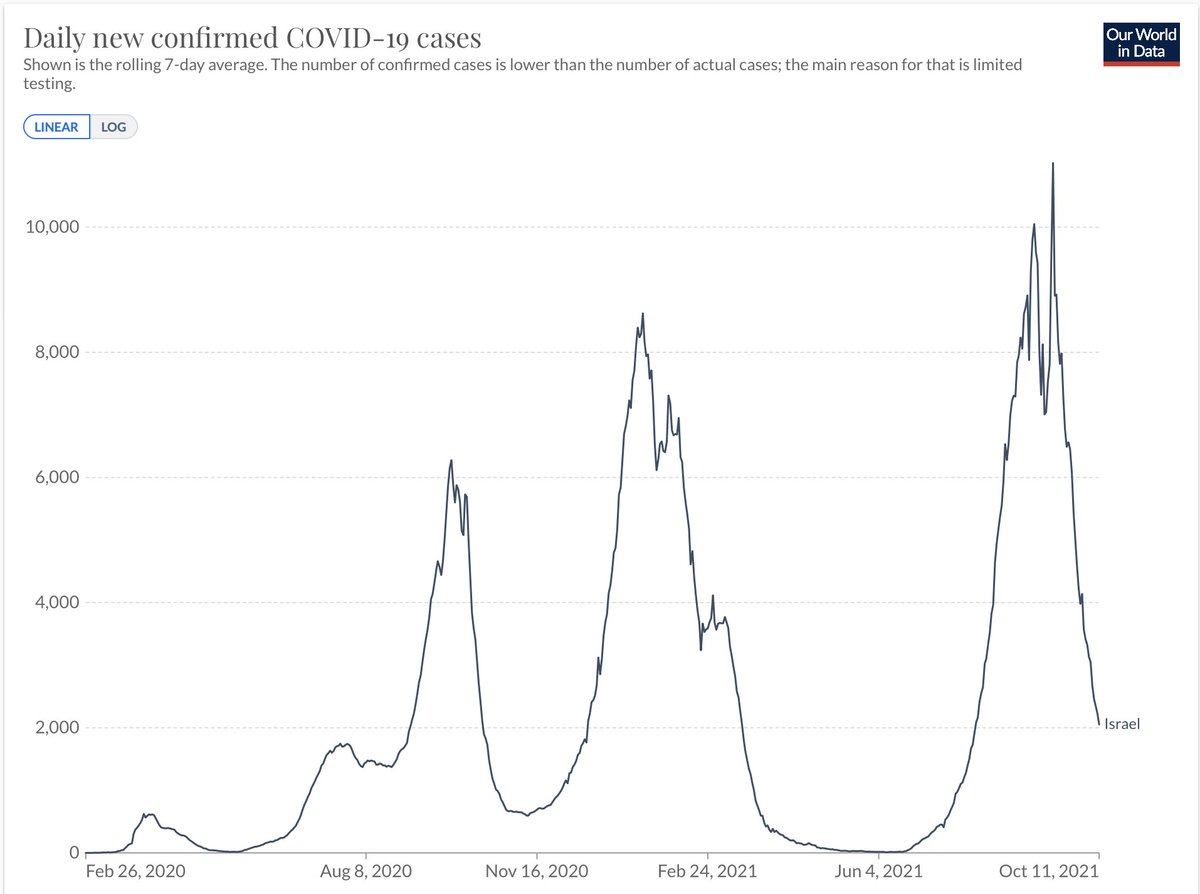 Daily new confirmed COVID-19 cases
Our World
in Data
Shown is the rolling 7-day average. The number of confirmed cases is lower than the number of actual cases; the main reason for that is limited
testing.
LINEAR LOG
10,000
8,000
6,000
4,000
2,000
Israel
0
Feb 26, 2020 Aug 8, 2020 Nov 16, 2020 Feb 24, 2021 Jun 4, 2021 Oct 11, 2021